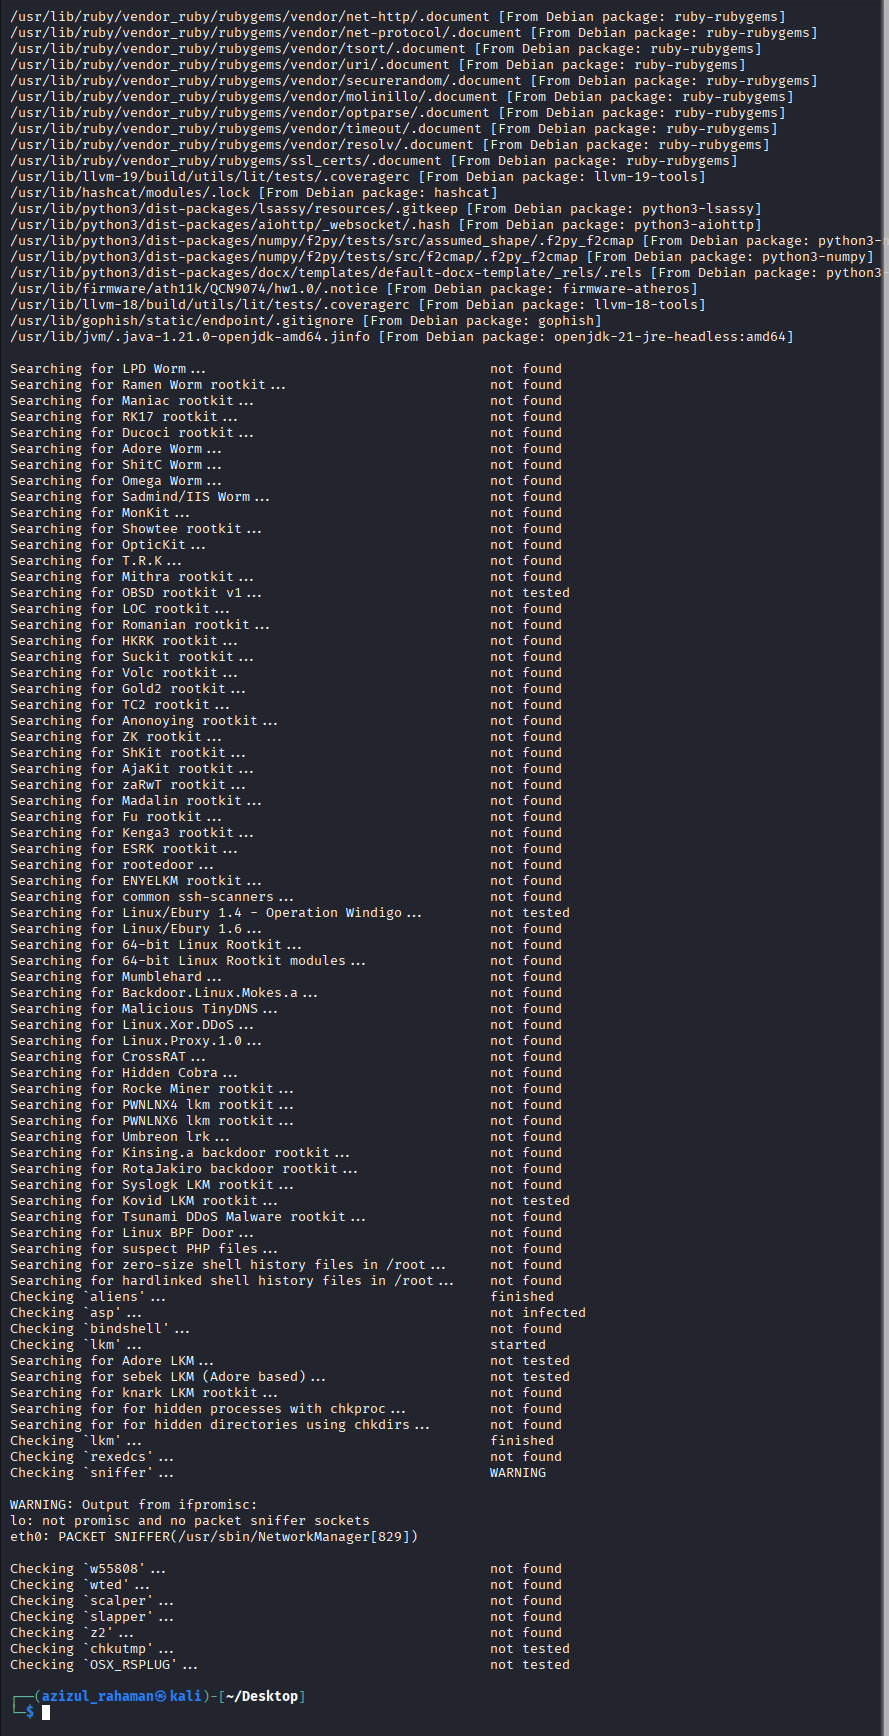 /usr/lib/ruby/vendor_ruby/rubygems/vendor/net-http/.document [From Debian package: ruby-rubygems]
/usr/lib/ruby/vendor_ruby/rubygems/vendor/net-protocol/.document [From Debian package: ruby-rubygems]
/usr/lib/ruby/vendor_ruby/rubygems/vendor/tsort/.document [From Debian package: ruby-rubygems]
/usr/lib/ruby/vendor_ruby/rubygems/vendor/uri/.document [From Debian package: ruby-rubygems]
/usr/lib/ruby/vendor_ruby/rubygems/vendor/securerandom/.document [From Debian package: ruby-rubygems]
/usr/lib/ruby/vendor_ruby/rubygems/vendor/molinillo/.document [From Debian package: ruby-rubygems]
/usr/lib/ruby/vendor_ruby/rubygems/vendor/optparse/.document [From Debian package: ruby-rubygems]
/usr/lib/ruby/vendor_ruby/rubygems/vendor/timeout/.document [From Debian package: ruby-rubygems]
/usr/lib/ruby/vendor_ruby/rubygems/vendor/resolv/.document [From Debian package: ruby-rubygems]
/usr/lib/ruby/vendor_ruby/rubygems/ssl_certs/.document [From Debian package: ruby-rubygems]
/usr/lib/llvm-19/build/utils/lit/tests/.coveragerc [From Debian package: llvm-19-tools]
/usr/lib/hashcat/modules/.lock [From Debian package: hashcat]
/usr/lib/python3/dist-packages/lsassy/resources/.gitkeep [From Debian package: python3-lsassy]
/usr/lib/python3/dist-packages/aiohttp/_websocket/.hash [From Debian package: python3-aiohttp]
/usr/lib/python3/dist-packages/numpy/f2py/tests/src/assumed_shape/.f2py_f2cmap [From Debian package: python3-n
/usr/lib/python3/dist-packages/numpy/f2py/tests/src/f2cmap/.f2py_f2cmap [From Debian package: python3-numpy]
/usr/lib/python3/dist-packages/docx/templates/default-docx-template/_rels/.rels [From Debian package: python3-
/usr/lib/firmware/ath11k/QCN9074/hw1.0/.notice [From Debian package: firmware-atheros]
/usr/lib/llvm-18/build/utils/lit/tests/.coveragerc [From Debian package: llvm-18-tools]
/usr/lib/gophish/static/endpoint/.gitignore [From Debian package: gophish]
/usr/lib/jvm/.java-1.21.0-openjdk-amd64.jinfo [From Debian package: openjdk-21-jre-headless:amd64]
Searching for LPD Worm... not found
Searching for Ramen Worm rootkit... not found
Searching for Maniac rootkit... not found
Searching for RK17 rootkit... not found
Searching for Ducoci rootkit... not found
Searching for Adore Worm... not found
Searching for ShitC Worm... not found
Searching for Omega Worm... not found
Searching for Sadmind/IIS Worm... not found
Searching for MonKit... not found
Searching for Showtee rootkit... not found
Searching for OpticKit... not found
Searching for T.R.K... not found
Searching for Mithra rootkit... not found
Searching for OBSD rootkit v1... not tested
Searching for LOC rootkit... not found
Searching for Romanian rootkit... not found
Searching for HKRK rootkit... not found
Searching for Suckit rootkit... not found
Searching for Volc rootkit... not found
Searching for Gold2 rootkit... not found
Searching for TC2 rootkit... not found
Searching for Anonoying rootkit... not found
Searching for ZK rootkit... not found
Searching for ShKit rootkit... not found
Searching for AjaKit rootkit... not found
Searching for zaRwT rootkit... not found
Searching for Madalin rootkit... not found
Searching for Fu rootkit... not found
Searching for Kenga3 rootkit... not found
Searching for ESRK rootkit... not found
Searching for rootedoor... not found
Searching for ENYELKM rootkit... not found
Searching for common ssh-scanners... not found
Searching for Linux/Ebury 1.4 - Operation Windigo... not tested
Searching for Linux/Ebury 1.6... not found
Searching for 64-bit Linux Rootkit... not found
Searching for 64-bit Linux Rootkit modules... not found
Searching for Mumblehard... not found
Searching for Backdoor.Linux.Mokes.a... not found
Searching for Malicious TinyDNS... not found
Searching for Linux.Xor.DDoS... not found
Searching for Linux.Proxy.1.0... not found
Searching for CrossRAT... not found
Searching for Hidden Cobra... not found
Searching for Rocke Miner rootkit... not found
Searching for PWNLNX4 lkm rootkit... not found
Searching for PWNLNX6 lkm rootkit... not found
Searching for Umbreon lrk... not found
Searching for Kinsing.a backdoor rootkit... not found
Searching for RotaJakiro backdoor rootkit... not found
Searching for Syslogk LKM rootkit... not found
Searching for Kovid LKM rootkit... not tested
Searching for Tsunami DDoS Malware rootkit... not found
Searching for Linux BPF Door... not found
Searching for suspect PHP files... not found
Searching for zero-size shell history files in /root... not found
Searching for hardlinked shell history files in /root... not found
Checking `aliens'... finished
Checking `asp'... not infected
Checking `bindshell'... not found
Checking `lkm'... started
Searching for Adore LKM... not tested
Searching for sebek LKM (Adore based)... not tested
Searching for knark LKM rootkit... not found
Searching for for hidden processes with chkproc... not found
Searching for for hidden directories using chkdirs... not found
Checking `lkm'... finished
Checking `rexedcs'... not found
Checking `sniffer'... WARNING
WARNING: Output from ifpromisc:
lo: not promisc and no packet sniffer sockets
eth0: PACKET SNIFFER(/usr/sbin/NetworkManager[829])
Checking `w55808'... not found
Checking `wted'... not found
Checking `scalper'... not found
Checking `slapper'... not found
Checking `z2'... not found
Checking `chkutmp'... not tested
Checking `OSX_RSPLUG'... not tested
┌──(azizul_rahaman㉿kali)-[~/Desktop]
└─$